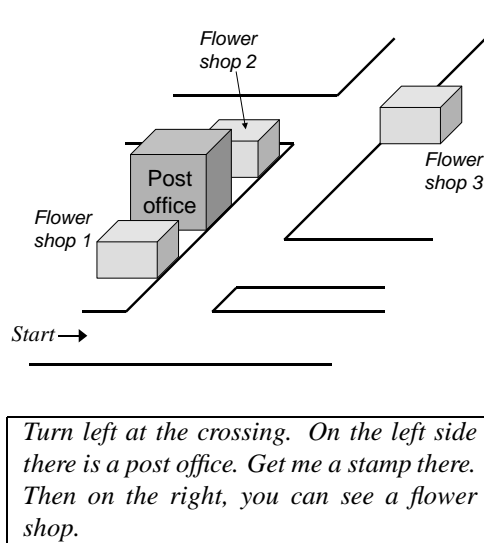 Flower
shop 2
Post
office
Flower
shop 3
Flower
shop 1
Start
Turn left at the crossing. On the left side
there is a post office. Get me a stamp there.
Then on the right, you can see a flower
shop.